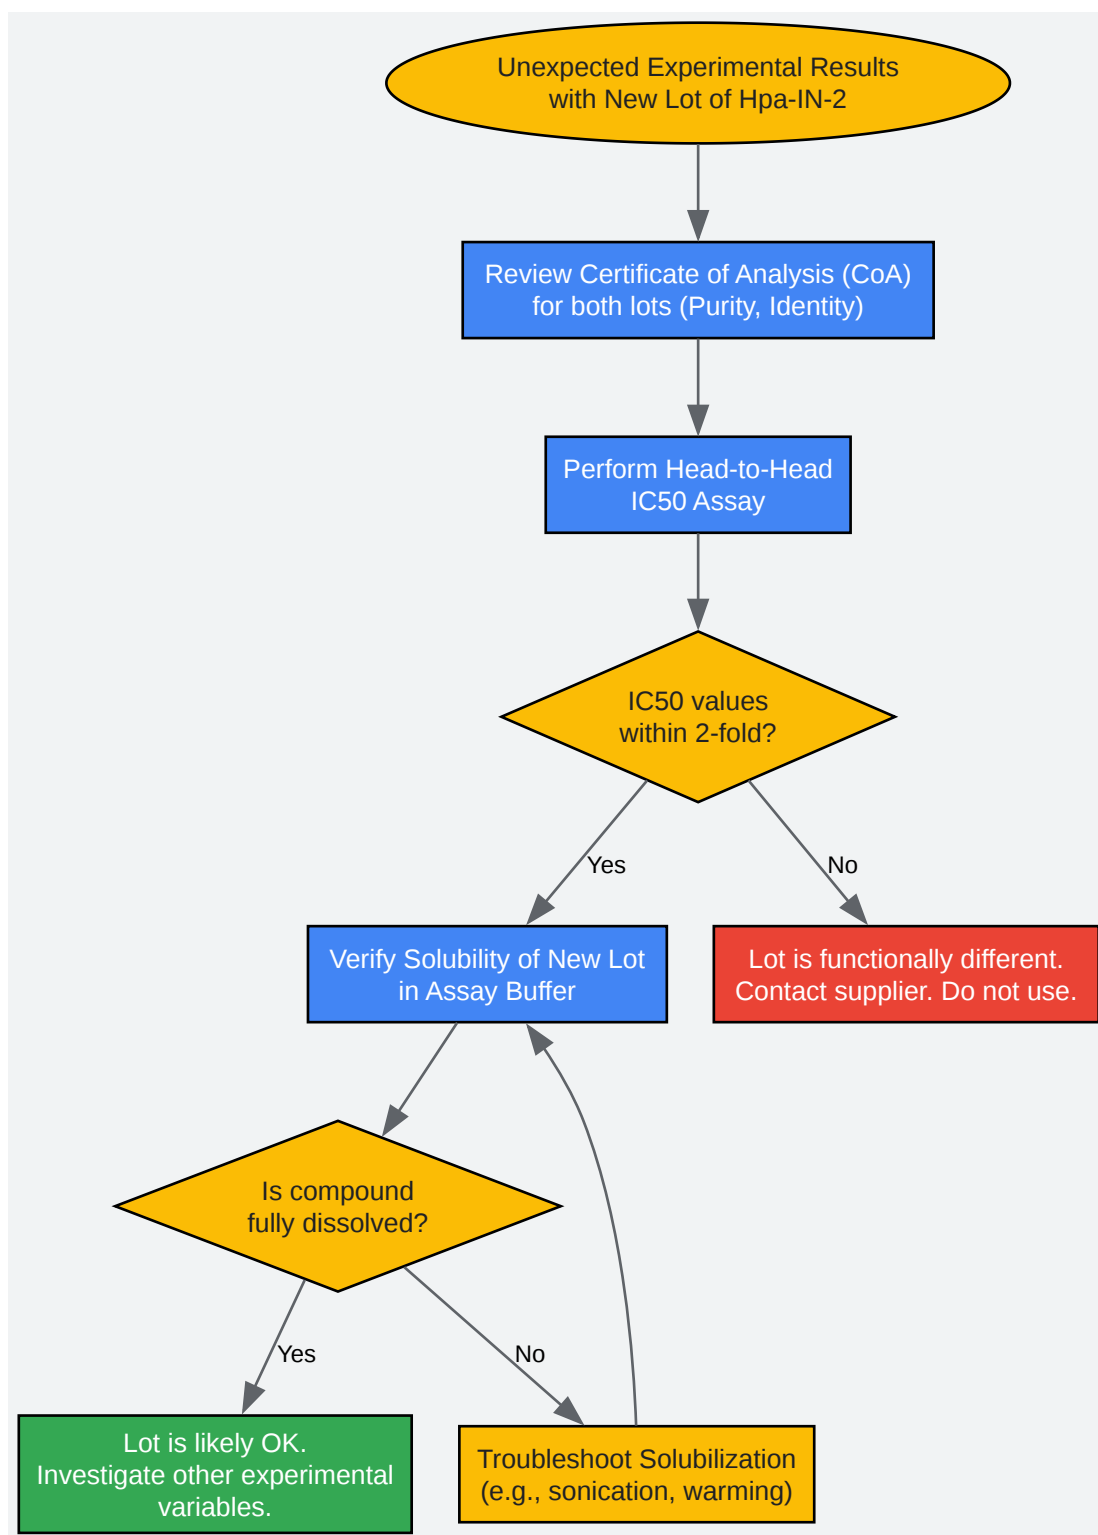 Unexpected Experimental Results
with New Lot of Hpa-IN-2
Review Certificate of Analysis (CoA)
for both lots (Purity, Identity)
Perform Head-to-Head
IC50 Assay
IC50 values
within 2-fold?
Yes
No
Verify Solubility of New Lot
in Assay Buffer
Lot is functionally different.
Contact supplier. Do not use.
Is compound
fully dissolved?
Yes
No
Lot is likely OK.
Investigate other experimental
variables.
Troubleshoot Solubilization
(e.g., sonication, warming)